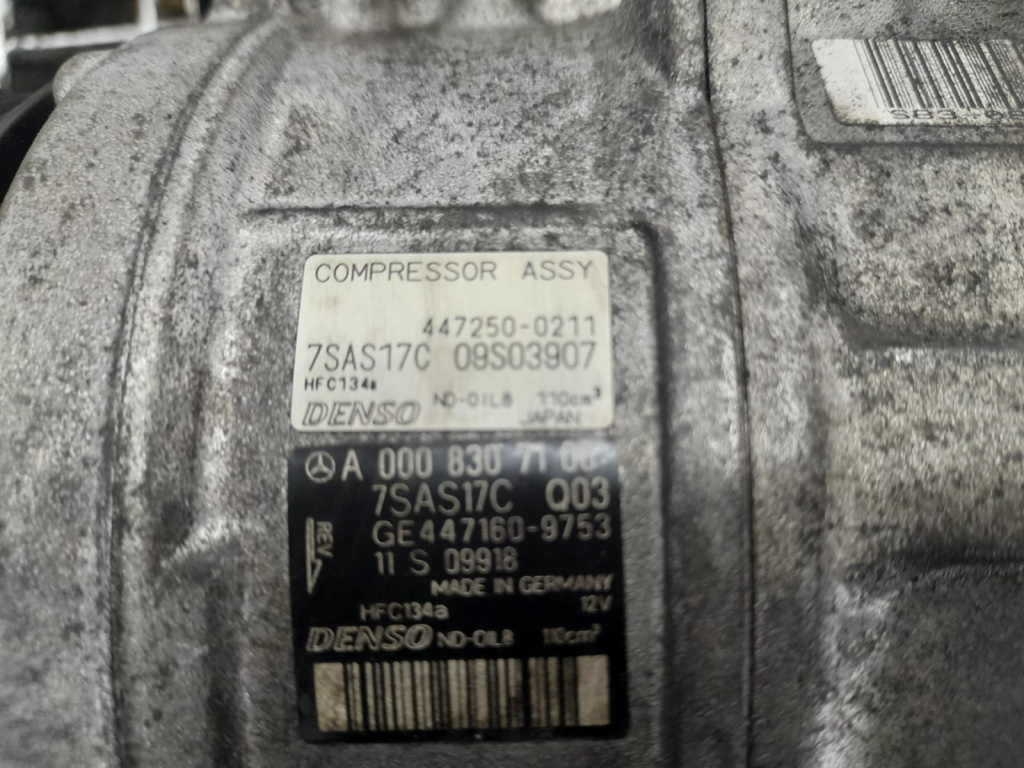 COMPRESSOR ASSY
447250-0211
7SAS17C 09S03907
HFC134a
DENSO ND-OIL8 110cm³
JAPAN
A 000 830 71 00
7SAS17C Q03
REV
GE447160-9753
11 S 09918
MADE IN GERMANY
HFC134a 12V
DENSO ND-OIL8 110cm³